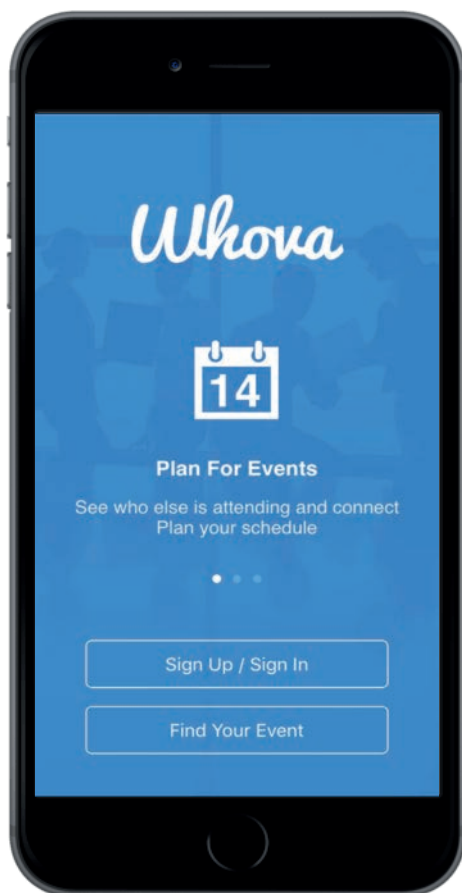 Whova
14
Plan For Events
See who else is attending and connect
Plan your schedule
Sign Up / Sign In
Find Your Event